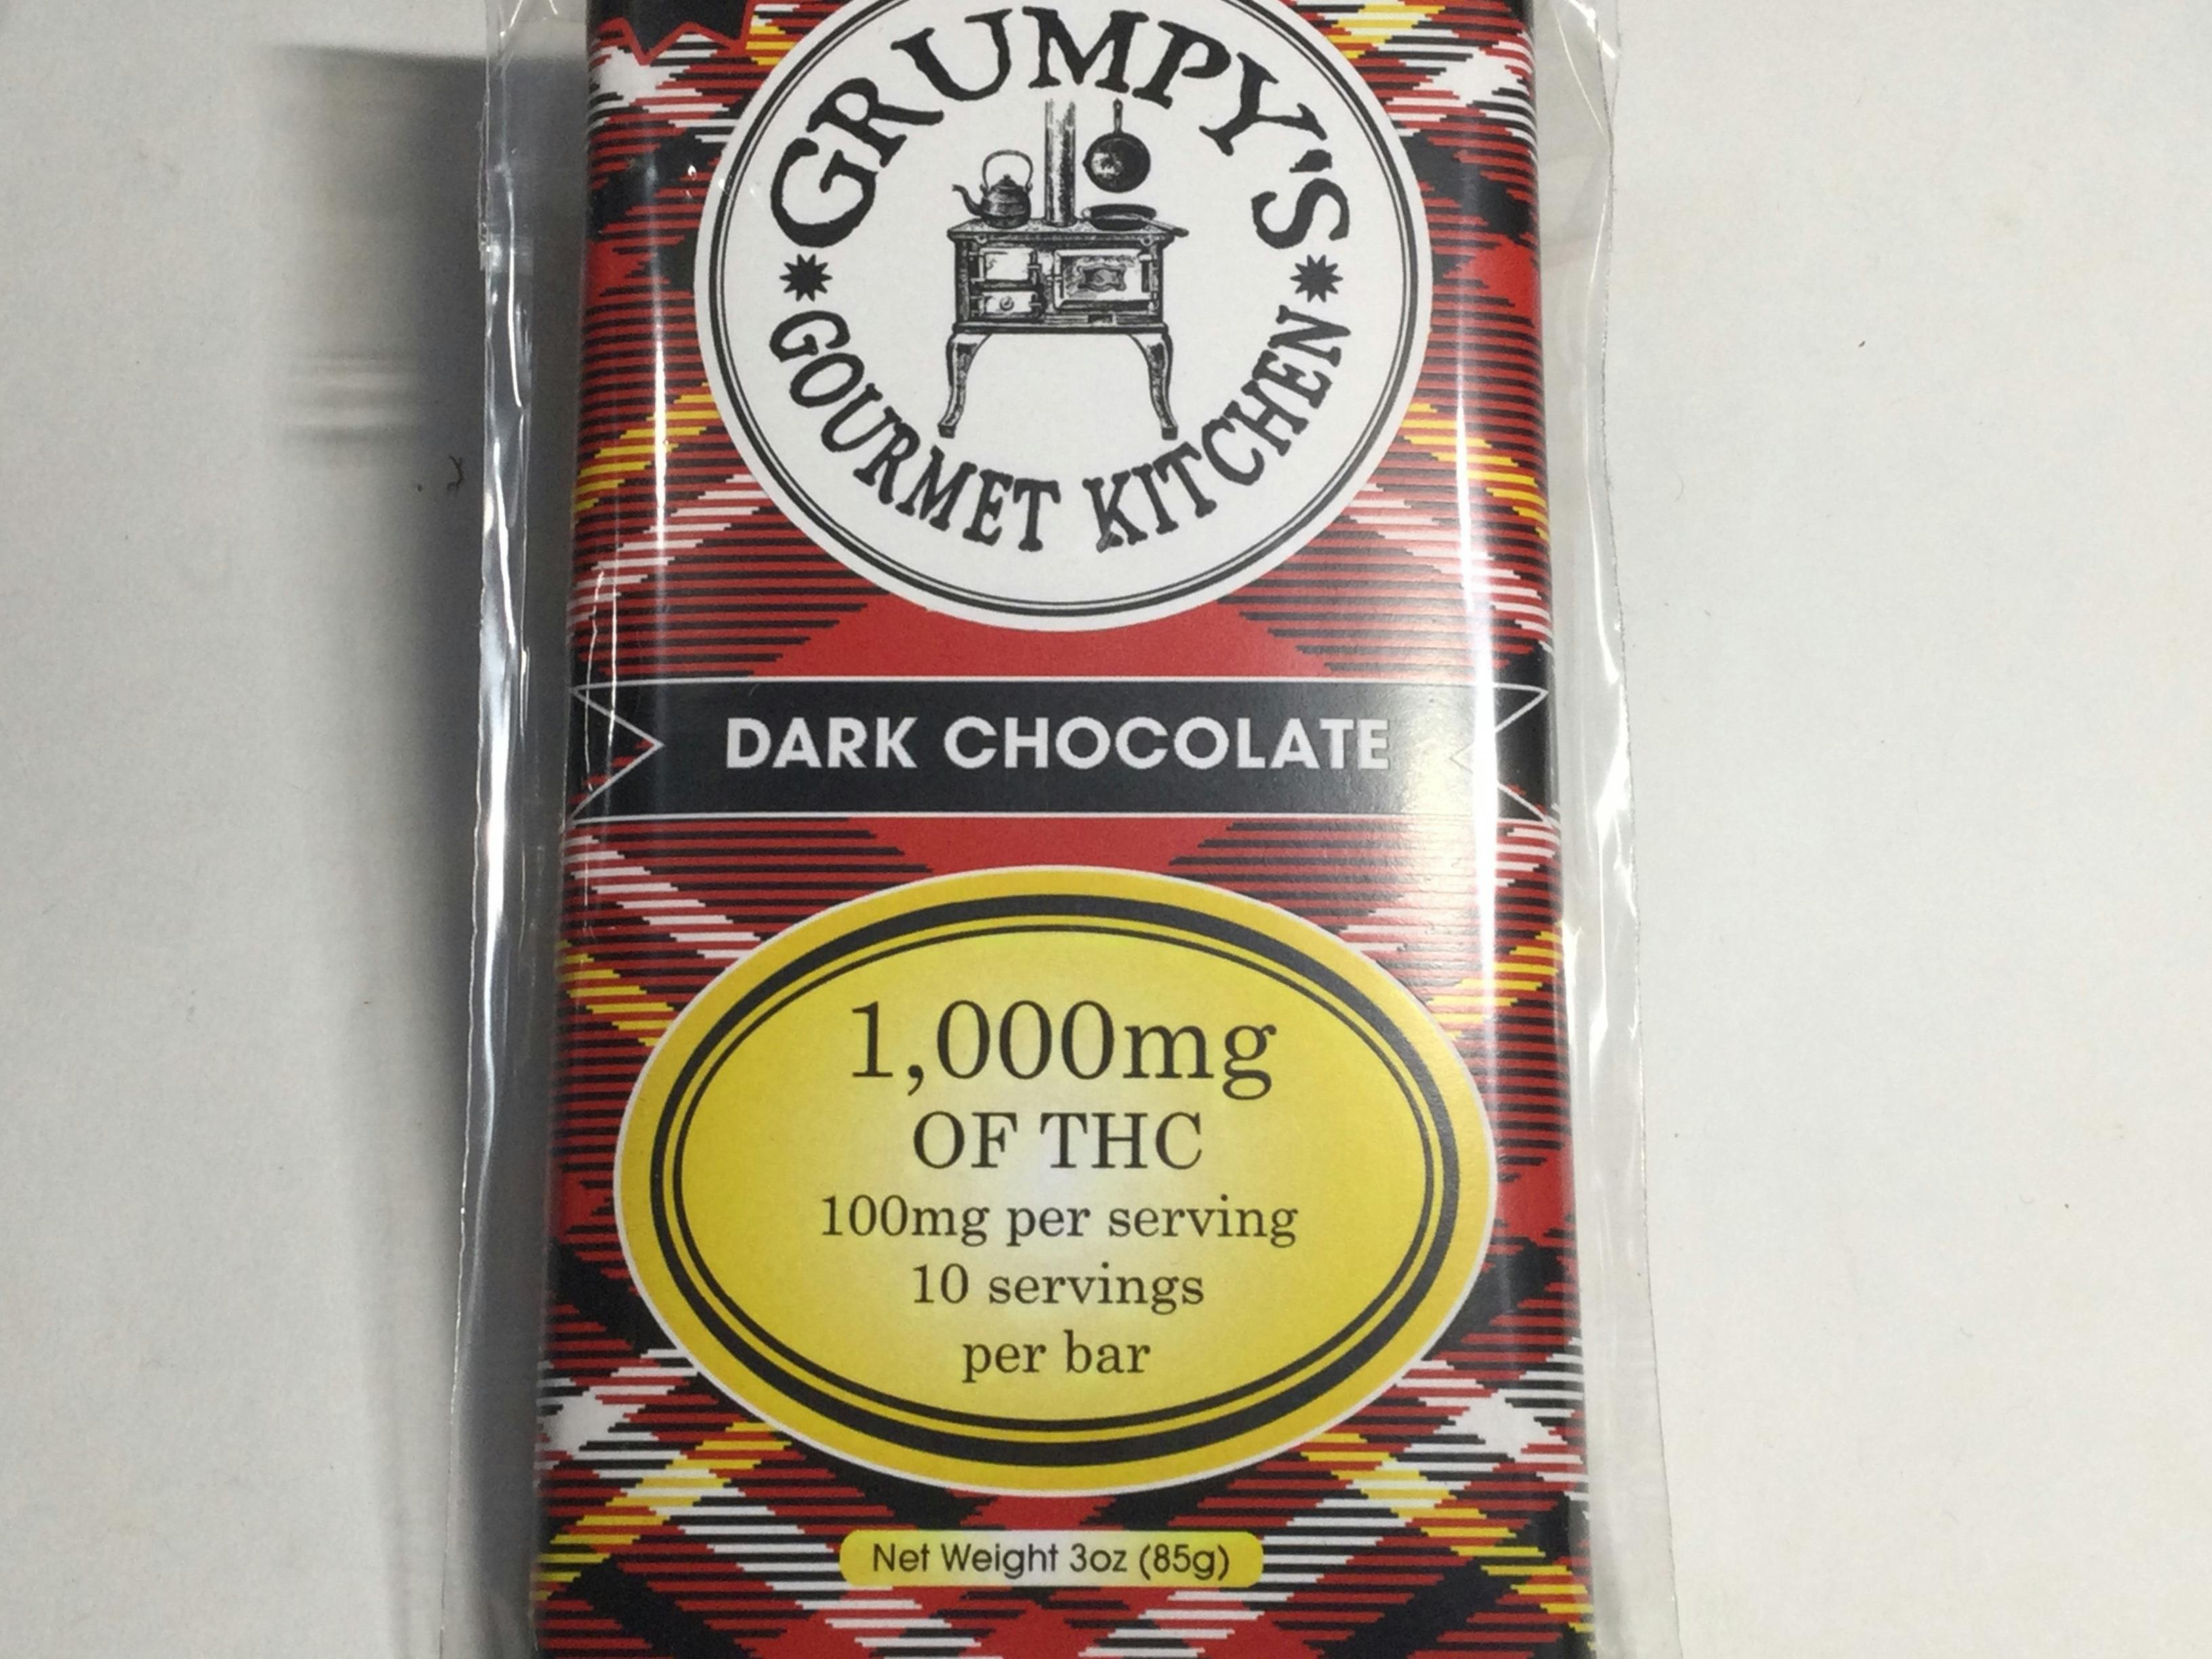 GRUMPY'S
GOURMET KITCHEN
DARK CHOCOLATE
1,000mg
OF THC
100mg per serving
10 servings
per bar
Net Weight 3oz (85g)